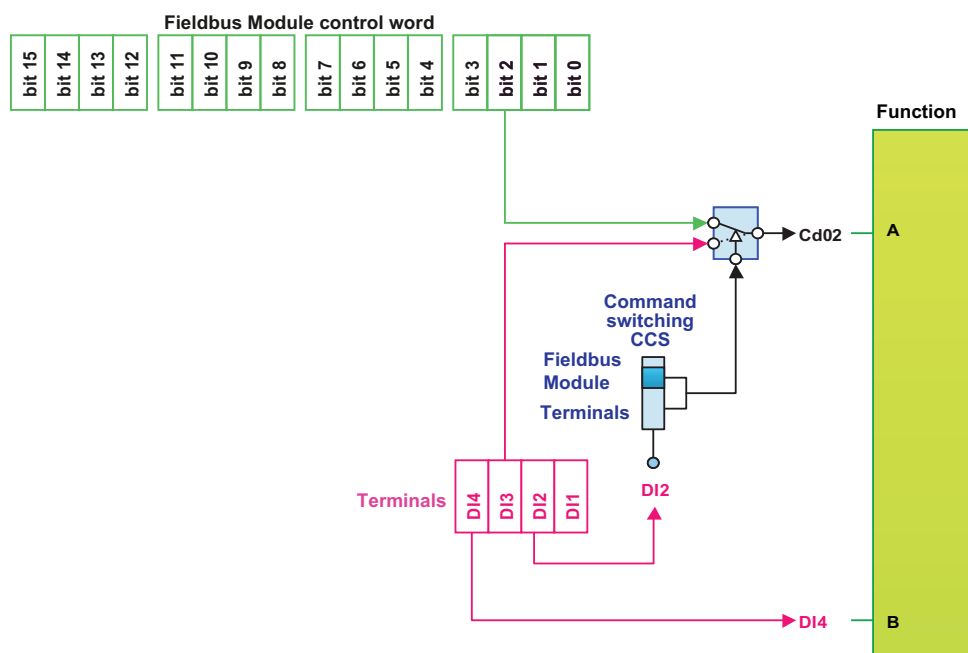 Fieldbus Module control word
bit 15
bit 14
bit 13
bit 12
bit 11
bit 10
bit 9
bit 8
bit 7
bit 6
bit 5
bit 4
bit 3
bit 2
bit 1
bit 0
Function
Cd02
A
Command
switching
CCS
Fieldbus
Module
Terminals
Terminals
DI4
DI3
DI2
DI1
DI2
DI4
B